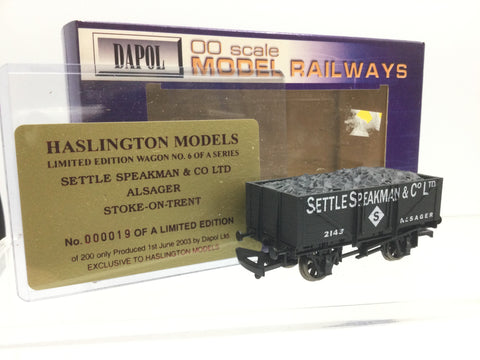 DAPOL
OO scale
MODEL RAILWAYS
HASLINGTON MODELS
LIMITED EDITION WAGON NO. 6 OF A SERIES
SETTLE SPEAKMAN & CO LTD
ALSAGER
STOKE-ON-TRENT
No. 000019 OF A LIMITED EDITION
of 200 only Produced 1st June 2003 by Dapol Ltd
EXCLUSIVE TO HASLINGTON MODELS
SETTLE SPEAKMAN & CO LTD.
S
ALSAGER
2143